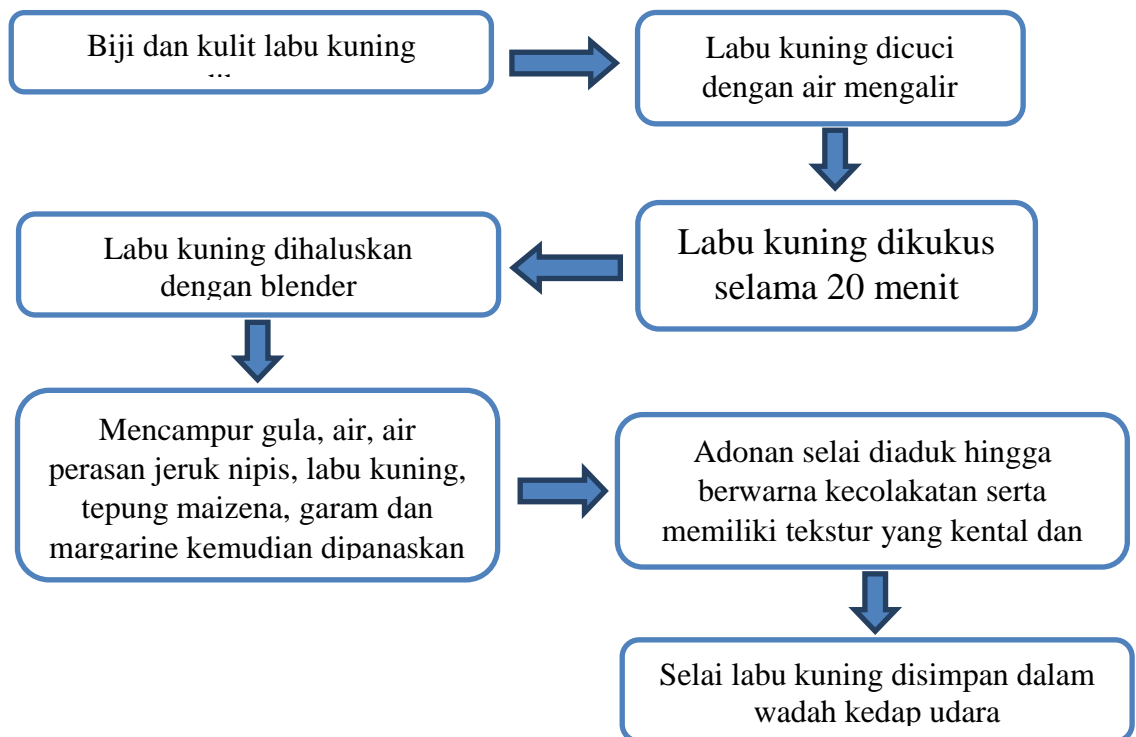 Biji dan kulit labu kuning
Labu kuning dicuci
dengan air mengalir
Labu kuning dikukus
selama 20 menit
Labu kuning dihaluskan
dengan blender
Mencampur gula, air, air
perasan jeruk nipis, labu kuning,
tepung maizena, garam dan
margarine kemudian dipanaskan
Adonan selai diaduk hingga
berwarna kecolakatan serta
memiliki tekstur yang kental dan
Selai labu kuning disimpan dalam
wadah kedap udara